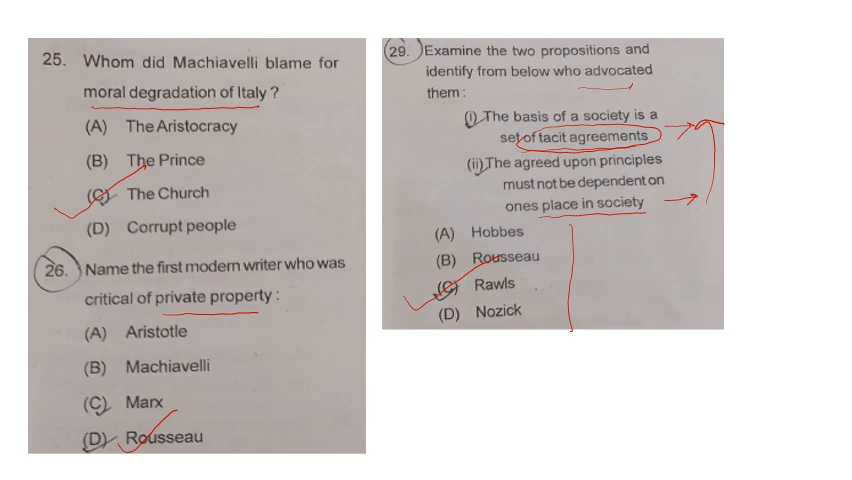 25. Whom did Machiavelli blame for
moral degradation of Italy ?
(A) The Aristocracy
(B) The Prince
(C) The Church
(D) Corrupt people
26. Name the first modern writer who was
critical of private property :
(A) Aristotle
(B) Machiavelli
(C) Marx
(D) Rousseau
29. Examine the two propositions and
identify from below who advocated
them :
(i) The basis of a society is a
set of tacit agreements
(ii) The agreed upon principles
must not be dependent on
ones place in society
(A) Hobbes
(B) Rousseau
(C) Rawls
(D) Nozick